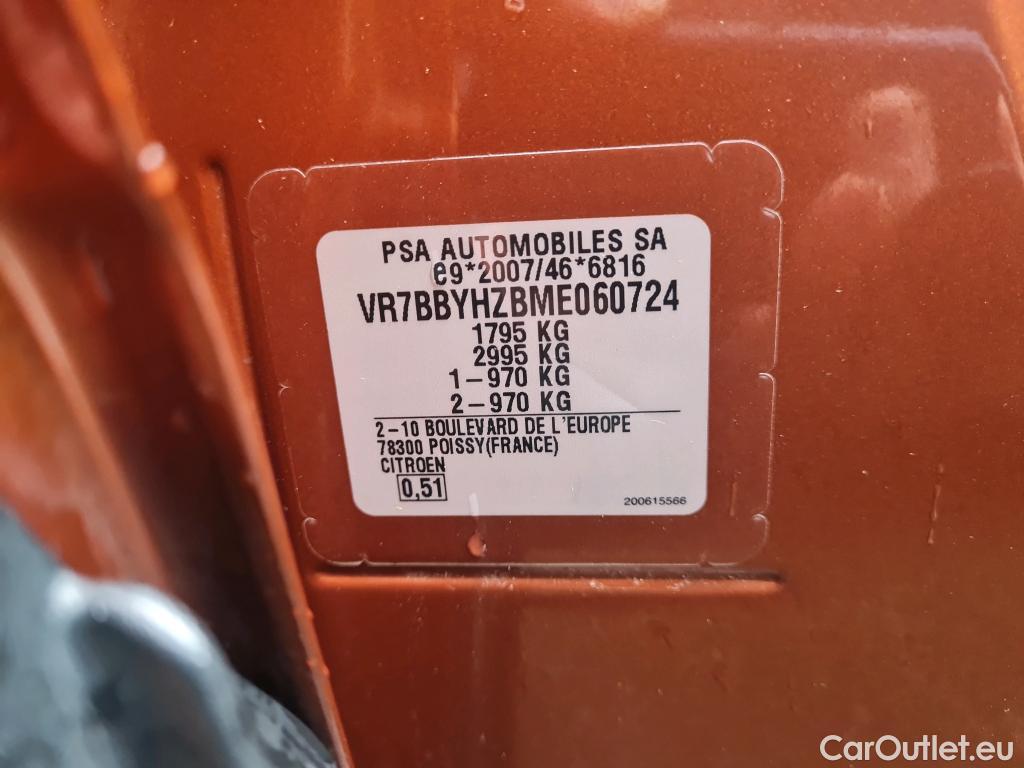 PSA AUTOMOBILES SA
e9*2007/46*6816
VR7BBYHZBME060724
1795 KG
2995 KG
1-970 KG
2-970 KG
2-10 BOULEVARD DE L'EUROPE
78300 POISSY(FRANCE)
CITROEN
0,51
200615566
CarOutlet.eu